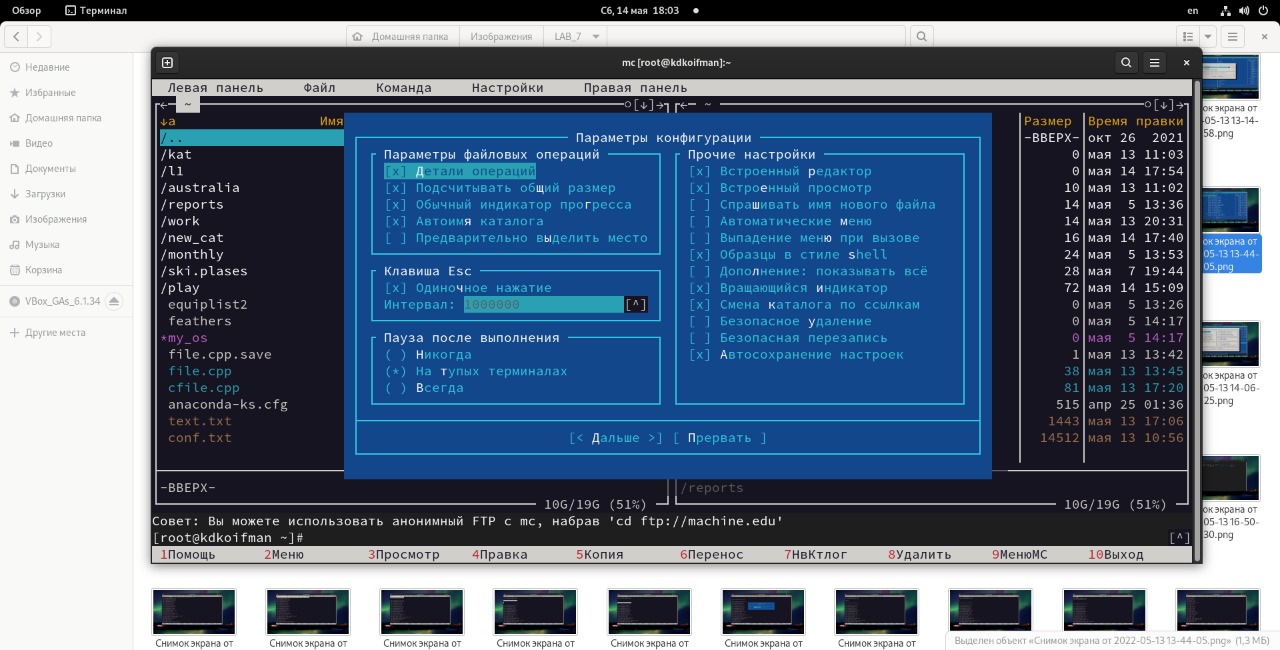 Обзор Терминал Сб, 14 мая 18:03 en
Домашняя папка Изображения LAB_7
Недавние
Избранные
Домашняя папка
Видео
Документы
Загрузки
Изображения
Музыка
Корзина
VBox_GAs_6.1.34
Другие места
mc [root@kdkoifman]:~
Левая панель Файл Команда Настройки Правая панель
←┌ ~ [↓] ← ~ [↓]
↓а Имя Размер Время правки
/.. -ВВЕРХ- окт 26 2021
/kat 0 мая 13 11:03
/l1 0 мая 14 17:54
/australia 10 мая 13 11:02
/reports 14 мая 5 13:36
/work 14 мая 13 20:31
/new_cat 16 мая 14 17:40
/monthly 24 мая 5 13:53
/ski.plases 28 мая 7 19:44
/play 72 мая 14 15:09
equiplist2 0 мая 5 13:26
feathers 0 мая 5 14:17
*my_os 0 мая 5 14:17
file.cpp.save 1 мая 13 13:42
file.cpp 38 мая 13 13:45
cfile.cpp 81 мая 13 17:20
anaconda-ks.cfg 515 апр 25 01:36
text.txt 1443 мая 13 17:06
conf.txt 14512 мая 13 10:56
-ВВЕРХ- /reports
10G/19G (51%) 10G/19G (51%)
Параметры конфигурации
Параметры файловых операций
[x] Детали операций
[x] Подсчитывать общий размер
[x] Обычный индикатор прогресса
[x] Автоимя каталога
[ ] Предварительно выделить место
Клавиша Esc
[x] Одиночное нажатие
Интервал: 1000000 [^]
Пауза после выполнения
( ) Никогда
(*) На тупых терминалах
( ) Всегда
Прочие настройки
[x] Встроенный редактор
[x] Встроенный просмотр
[ ] Спрашивать имя нового файла
[ ] Автоматические меню
[ ] Выпадение меню при вызове
[x] Образцы в стиле shell
[ ] Дополнение: показывать всё
[x] Вращающийся индикатор
[x] Смена каталога по ссылкам
[ ] Безопасное удаление
[ ] Безопасная перезапись
[x] Автосохранение настроек
[< Дальше >] [ Прервать ]
Совет: Вы можете использовать анонимный FTP с mc, набрав 'cd ftp://machine.edu'
[root@kdkoifman ~]# [^]
1Помощь 2Меню 3Просмотр 4Правка 5Копия 6Перенос 7НвКтлог 8Удалить 9МенюМС 10Выход
ок экрана от
-05-13 13-14-
58.png
ок экрана от
-05-13 13-44-
05.png
ок экрана от
-05-13 14-06-
25.png
ок экрана от
-05-13 16-50-
30.png
Снимок экрана от Снимок экрана от Снимок экрана от Снимок экрана от Снимок экрана от Снимок экрана от Снимок экрана от
Выделен объект «Снимок экрана от 2022-05-13 13-44-05.png» (1,3 МБ)